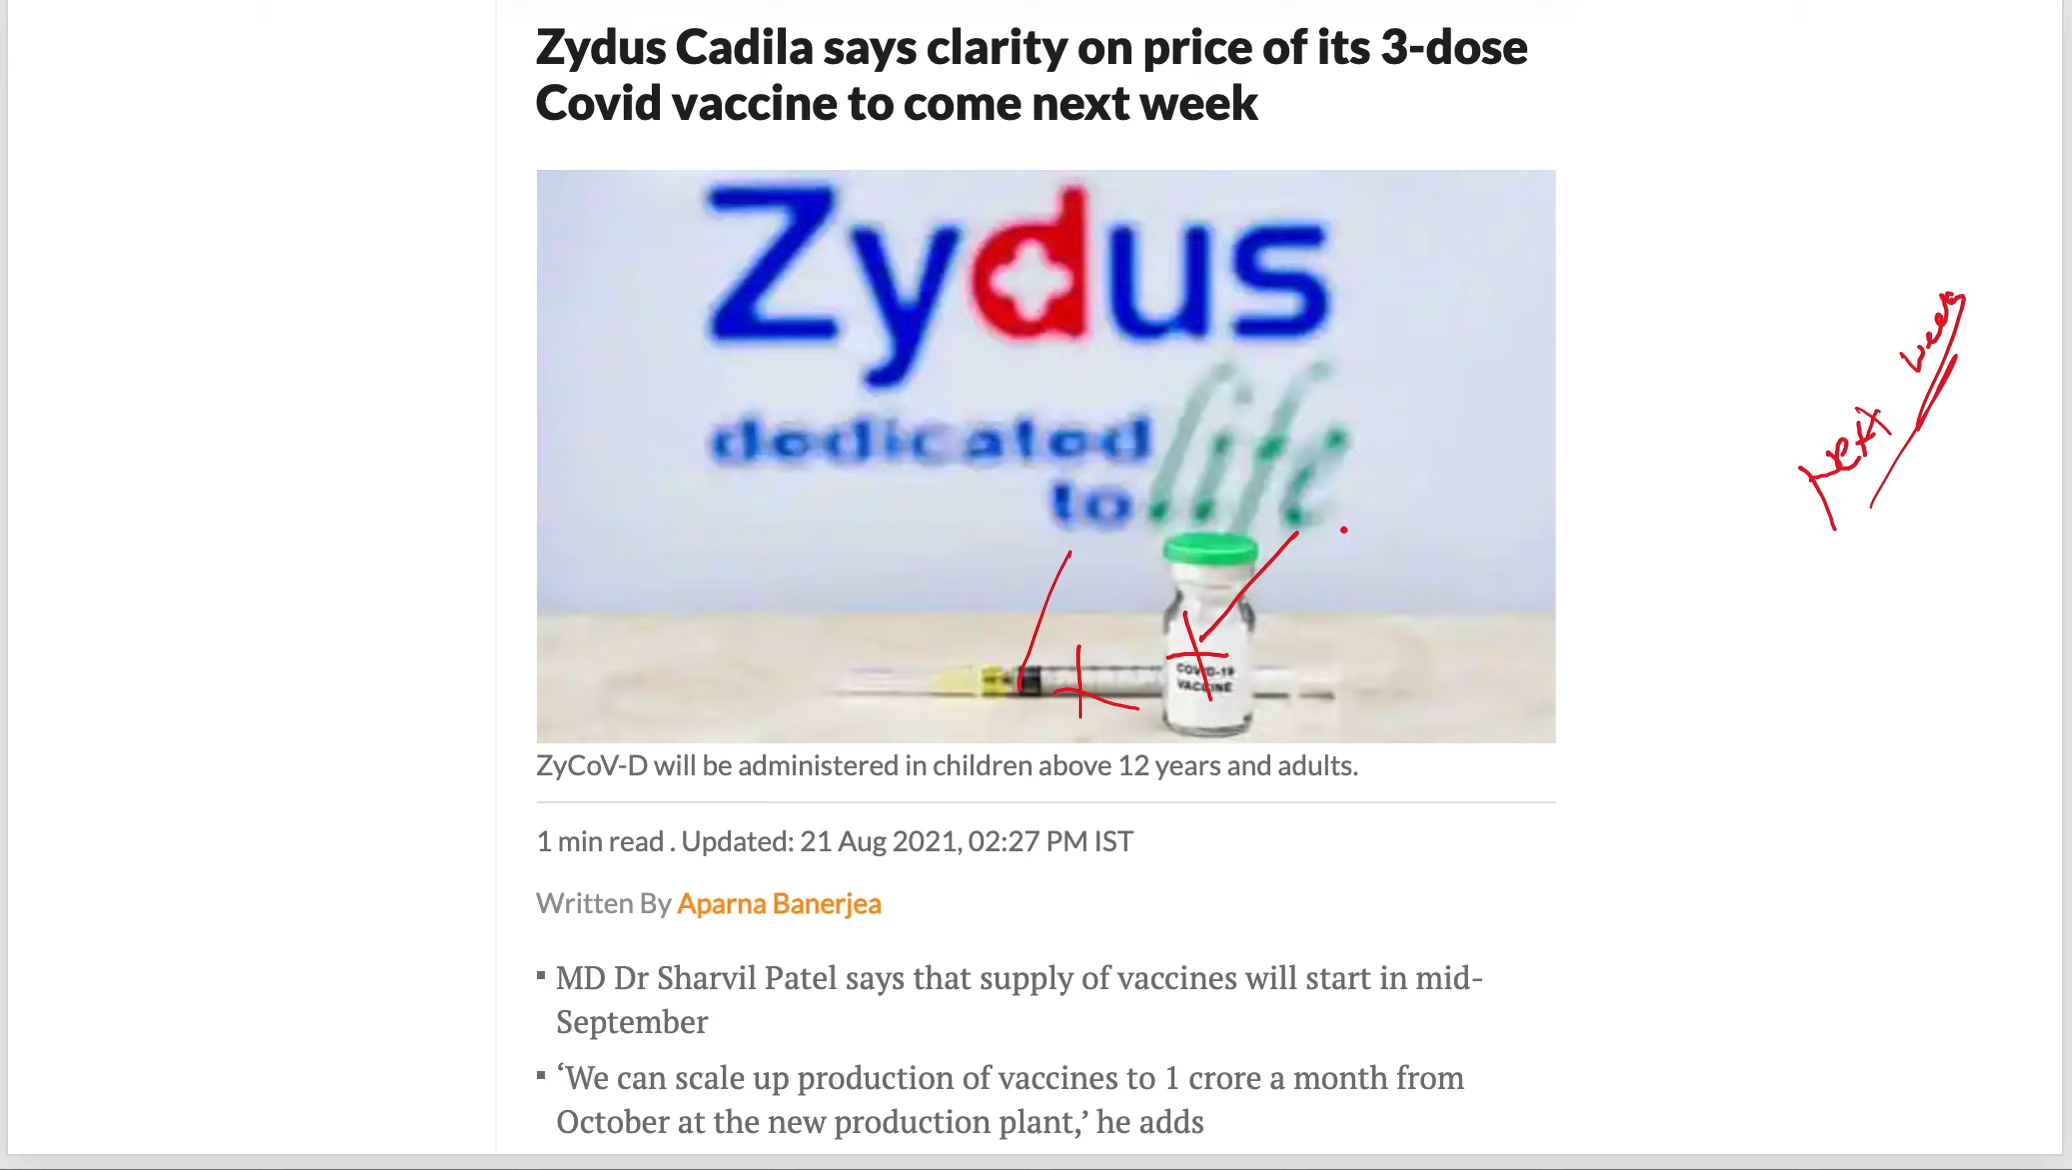 Zydus Cadila says clarity on price of its 3-dose
Covid vaccine to come next week
Zydus
dedicated
to life
COVID-19
VACCINE
Next week
ZyCoV-D will be administered in children above 12 years and adults.
1 min read . Updated: 21 Aug 2021, 02:27 PM IST
Written By Aparna Banerjea
▪ MD Dr Sharvil Patel says that supply of vaccines will start in mid-
September
▪ ‘We can scale up production of vaccines to 1 crore a month from
October at the new production plant,’ he adds